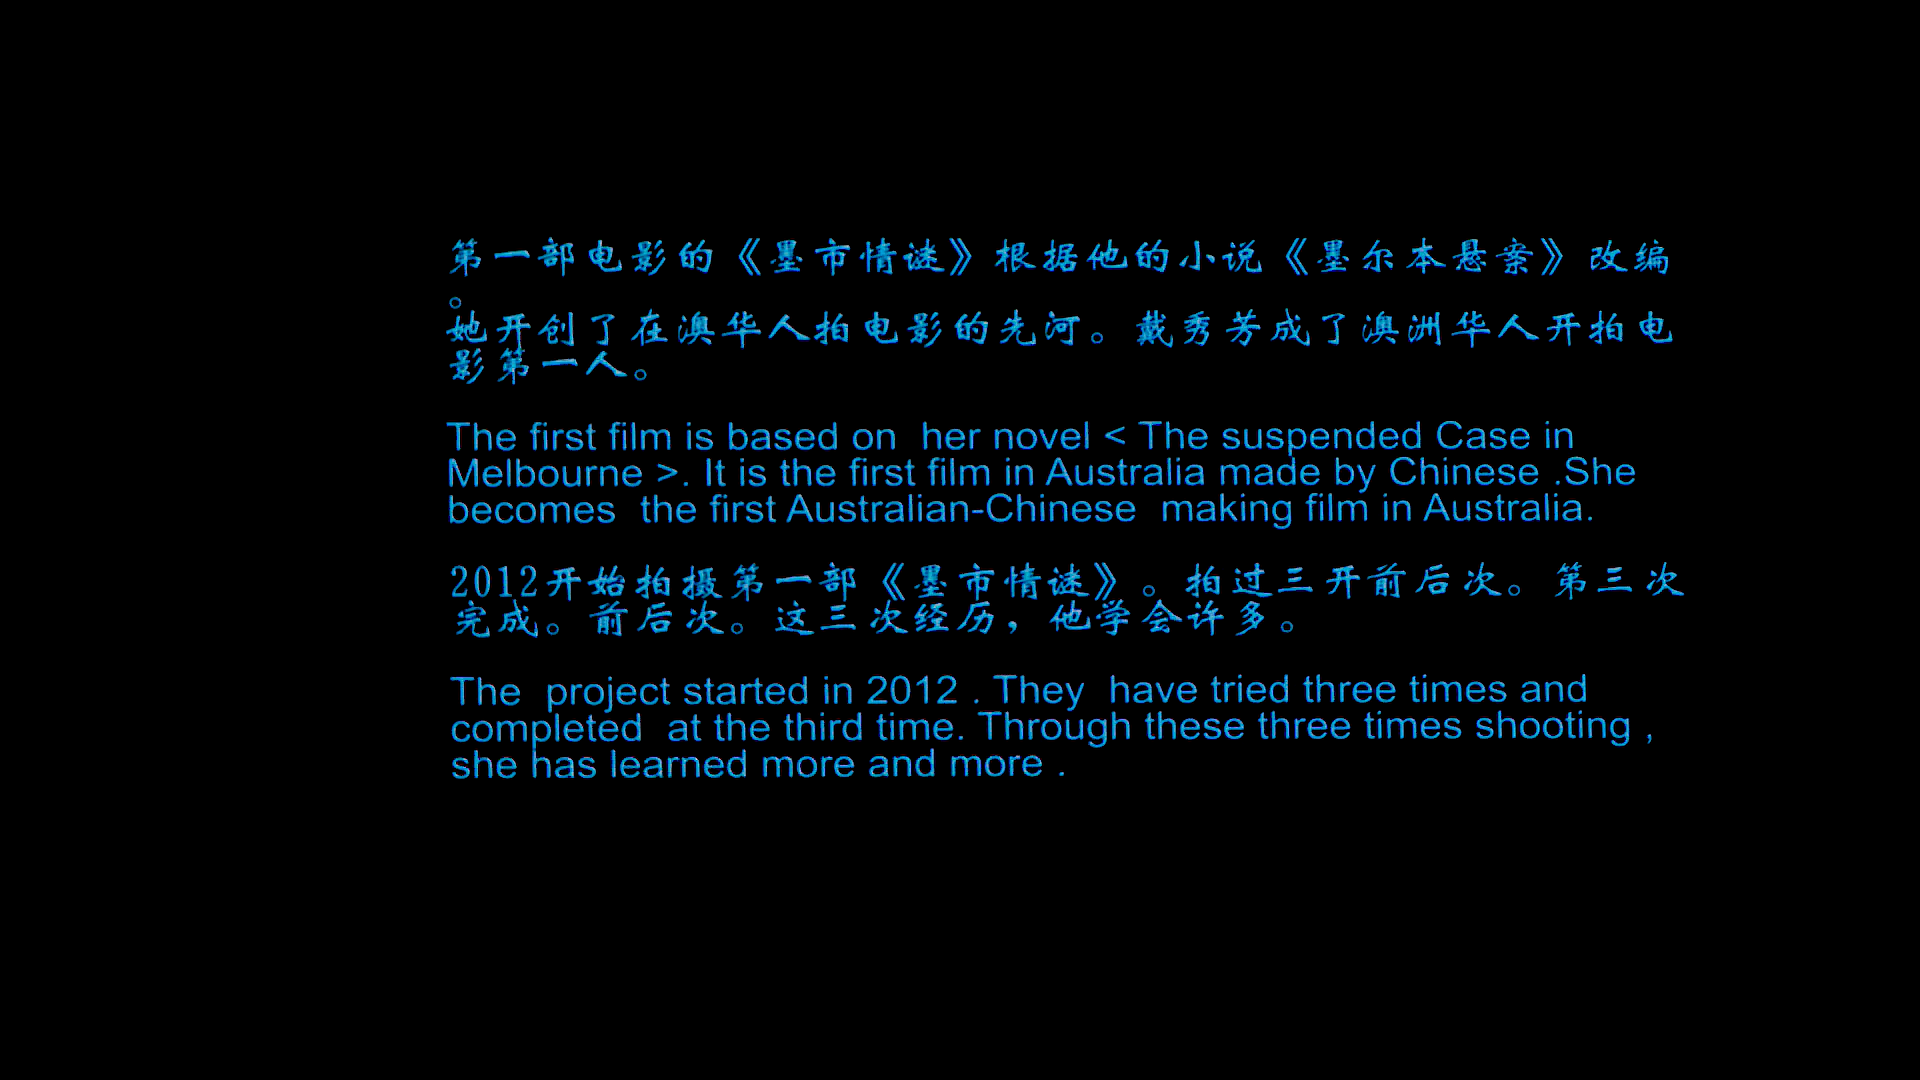 第一部电影的《墨市情谜》根据他的小说《墨尔本悬案》改编
。
她开创了在澳华人拍电影的先河。戴秀芳成了澳洲华人开拍电
影第一人。
The first film is based on  her novel < The suspended Case in
Melbourne >. It is the first film in Australia made by Chinese .She
becomes  the first Australian-Chinese  making film in Australia.
2012开始拍摄第一部《墨市情谜》。拍过三开前后次。第三次
完成。前后次。这三次经历，他学会许多。
The  project started in 2012 . They  have tried three times and
completed  at the third time. Through these three times shooting ,
she has learned more and more .